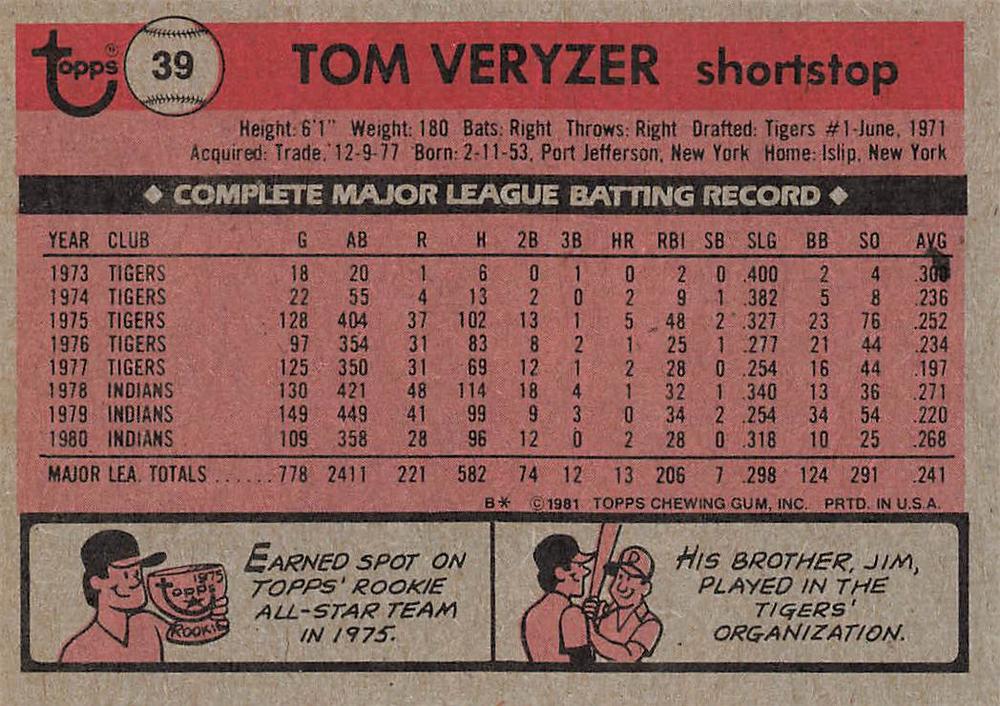 topps® 39 TOM VERYZER shortstop
Height: 6'1" Weight: 180 Bats: Right Throws: Right Drafted: Tigers #1-June, 1971
Acquired: Trade, 12-9-77 Born: 2-11-53, Port Jefferson, New York Home: Islip, New York
◆ COMPLETE MAJOR LEAGUE BATTING RECORD ◆
YEAR CLUB G AB R H 2B 3B HR RBI SB SLG BB SO AVG
1973 TIGERS 18 20 1 6 0 1 0 2 0 .400 2 4 .300
1974 TIGERS 22 55 4 13 2 0 2 9 1 .382 5 8 .236
1975 TIGERS 128 404 37 102 13 1 5 48 2 .327 23 76 .252
1976 TIGERS 97 354 31 83 8 2 1 25 1 .277 21 44 .234
1977 TIGERS 125 350 31 69 12 1 2 28 0 .254 16 44 .197
1978 INDIANS 130 421 48 114 18 4 1 32 1 .340 13 36 .271
1979 INDIANS 149 449 41 99 9 3 0 34 2 .254 34 54 .220
1980 INDIANS 109 358 28 96 12 0 2 28 0 .318 10 25 .268
MAJOR LEA. TOTALS ......778 2411 221 582 74 12 13 206 7 .298 124 291 .241
B* ©1981 TOPPS CHEWING GUM, INC. PRTD. IN U.S.A.
1975
topps
ROOKIE
EARNED SPOT ON
TOPPS' ROOKIE
ALL-STAR TEAM
IN 1975.
D
HIS BROTHER, JIM,
PLAYED IN THE
TIGERS'
ORGANIZATION.